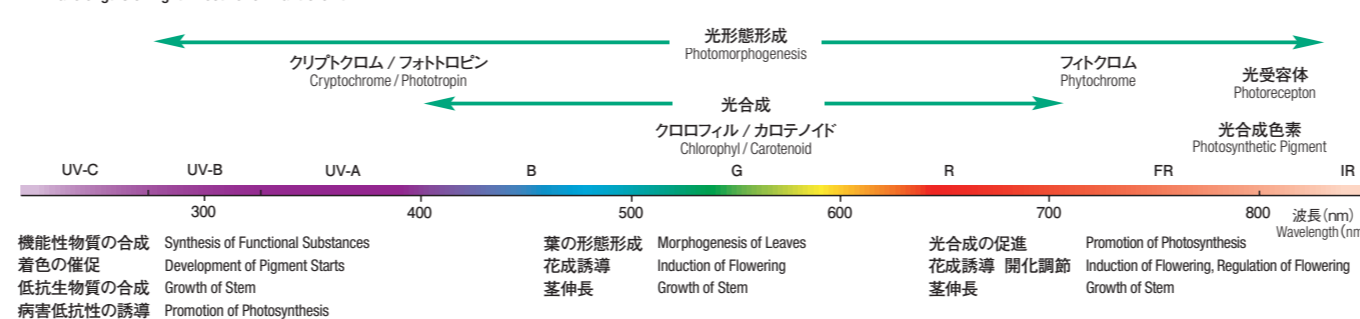 光形態形成
Photomorphogenesis
クリプトクロム / フォトトロピン
Cryptochrome / Phototropin
フィトクロム
Phytochrome
光受容体
Photorecepton
光合成
クロロフィル / カロテノイド
Chlorophyl / Carotenoid
光合成色素
Photosynthetic Pigment
UV-C UV-B UV-A B G R FR IR
300 400 500 600 700 800 波長(nm)
機能性物質の合成 Synthesis of Functional Substances
着色の催促 Development of Pigment Starts
低抗生物質の合成 Growth of Stem
病害低抗性の誘導 Promotion of Photosynthesis
葉の形態形成 Morphogenesis of Leaves
花成誘導 Induction of Flowering
茎伸長 Growth of Stem
Wavelength
光合成の促進 Promotion of Photosynthesis
花成誘導 開化調節 Induction of Flowering, Regulation of Flowering
茎伸長 Growth of Stem